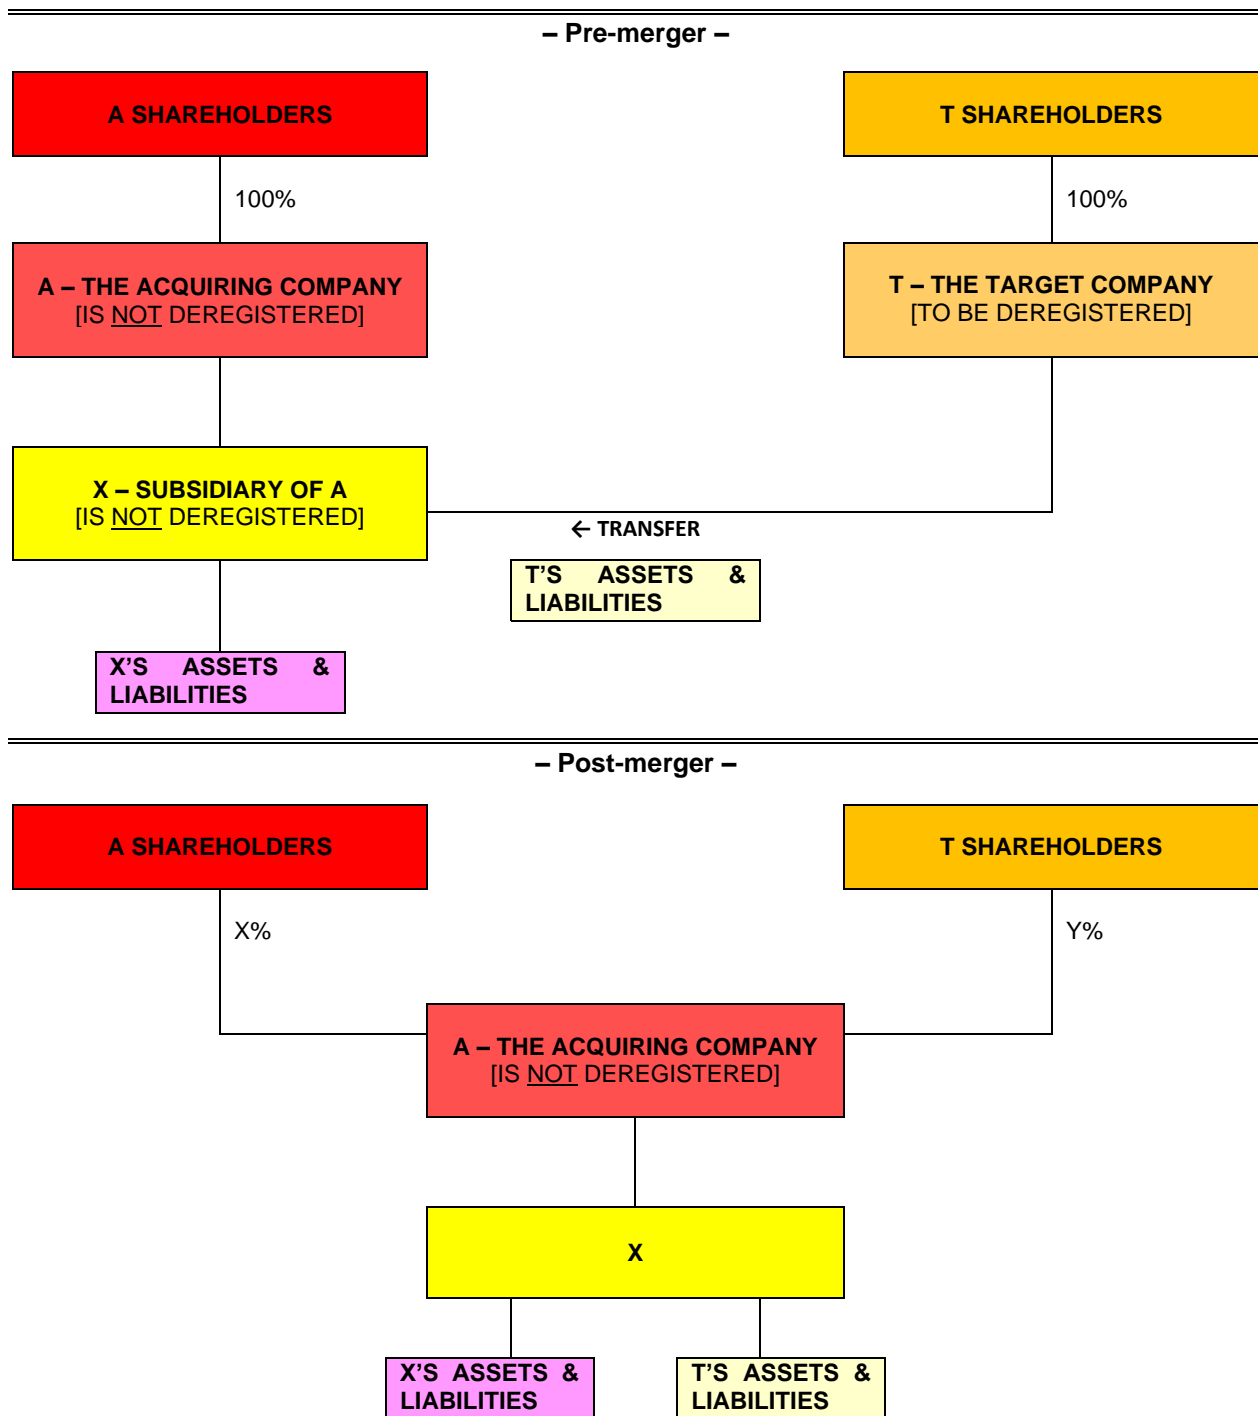 – Pre-merger –
A SHAREHOLDERS
T SHAREHOLDERS
100%
100%
A – THE ACQUIRING COMPANY
[IS NOT DEREGISTERED]
T – THE TARGET COMPANY
[TO BE DEREGISTERED]
X – SUBSIDIARY OF A
[IS NOT DEREGISTERED]
← TRANSFER
T'S ASSETS &
LIABILITIES
X'S ASSETS &
LIABILITIES
– Post-merger –
A SHAREHOLDERS
T SHAREHOLDERS
X%
Y%
A – THE ACQUIRING COMPANY
[IS NOT DEREGISTERED]
X
X'S ASSETS &
LIABILITIES
T'S ASSETS &
LIABILITIES